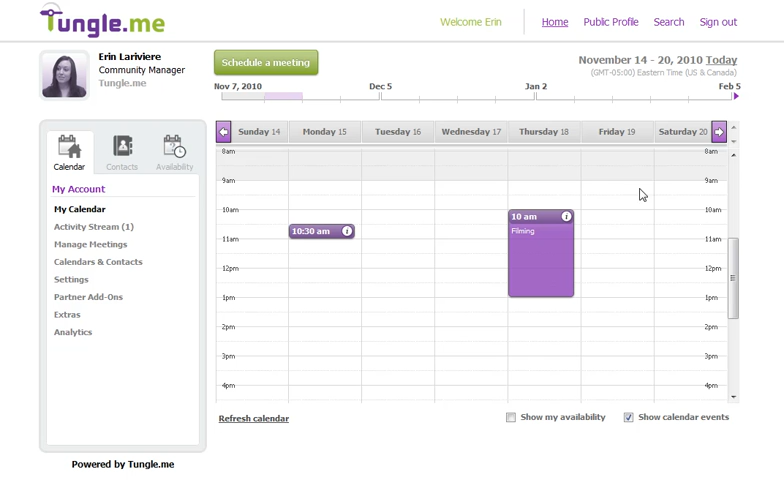 Tungle.me
Welcome Erin
Home
Public Profile
Search
Sign out
Erin Lariviere
Community Manager
Tungle.me
Schedule a meeting
November 14 - 20, 2010 Today
(GMT-05:00) Eastern Time (US & Canada)
Nov 7, 2010
Dec 5
Jan 2
Feb 5
Calendar
Contacts
Availability
My Account
My Calendar
Activity Stream (1)
Manage Meetings
Calendars & Contacts
Settings
Partner Add-Ons
Extras
Analytics
Powered by Tungle.me
Sunday 14
Monday 15
Tuesday 16
Wednesday 17
Thursday 18
Friday 19
Saturday 20
8am
8am
9am
9am
10am
10 am
10am
10:30 am
Filming
11am
11am
12pm
12pm
1pm
1pm
2pm
2pm
3pm
3pm
4pm
4pm
Refresh calendar
Show my availability
Show calendar events